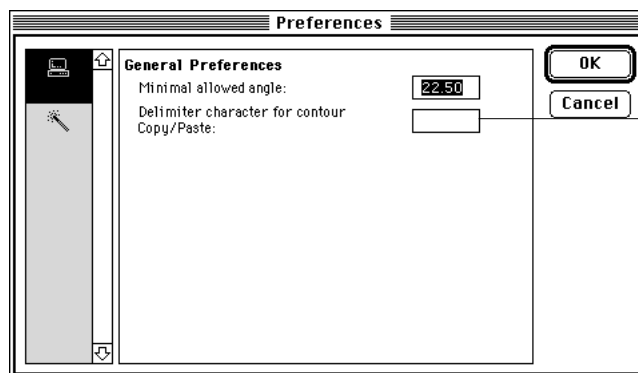 Preferences
General Preferences
Minimal allowed angle:
22.50
Delimiter character for contour
Copy/Paste:
OK
Cancel